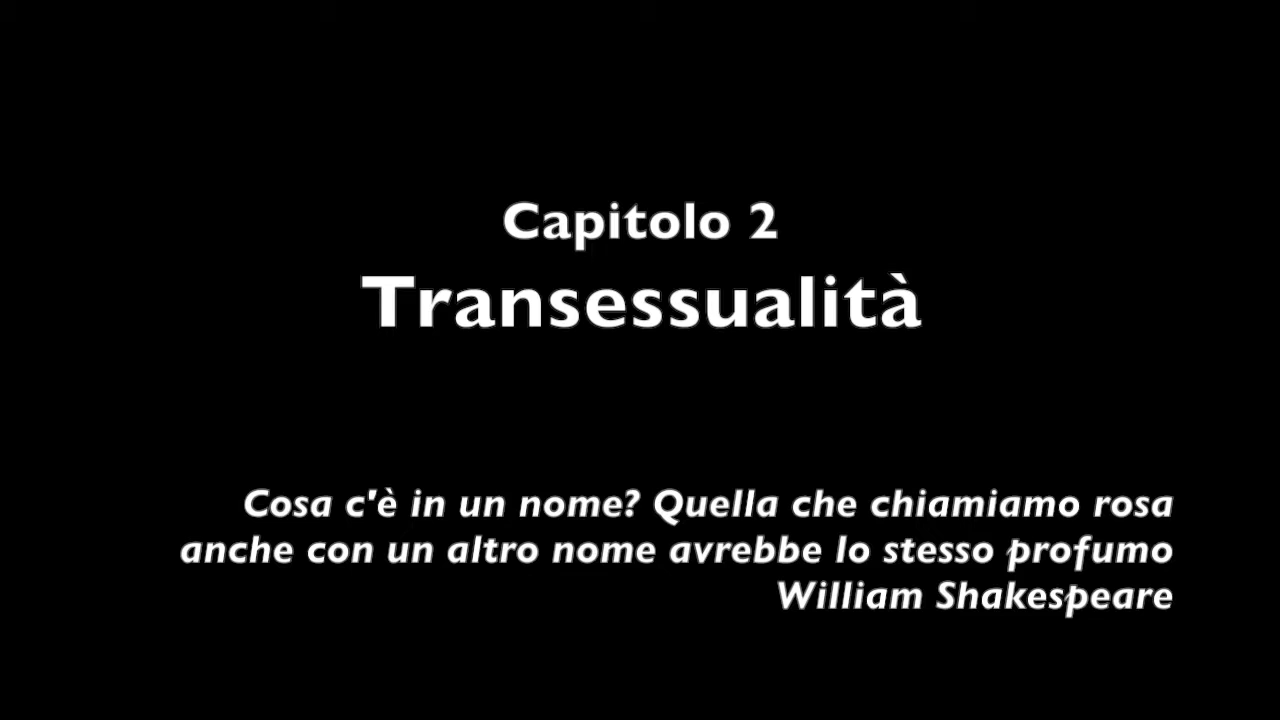 Capitolo 2
Transessualità
Cosa c'è in un nome? Quella che chiamiamo rosa
anche con un altro nome avrebbe lo stesso profumo
William Shakespeare